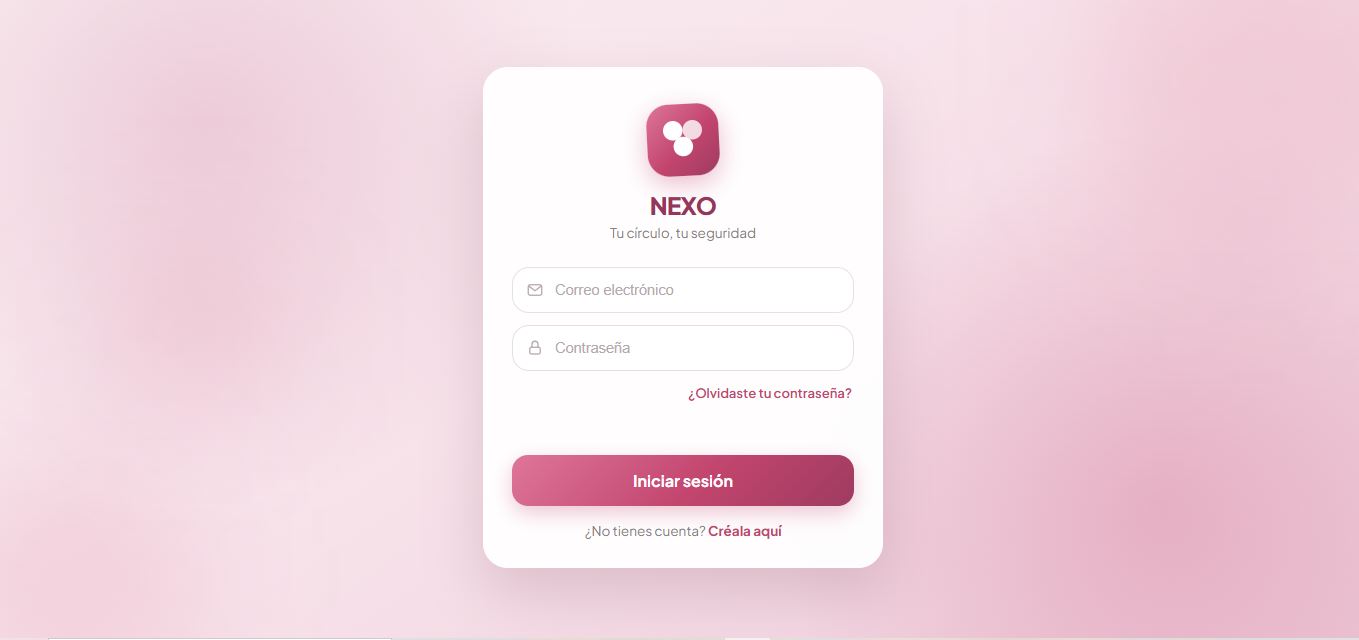 NEXO
Tu círculo, tu seguridad
Correo electrónico
Contraseña
¿Olvidaste tu contraseña?
Iniciar sesión
¿No tienes cuenta? Créala aquí